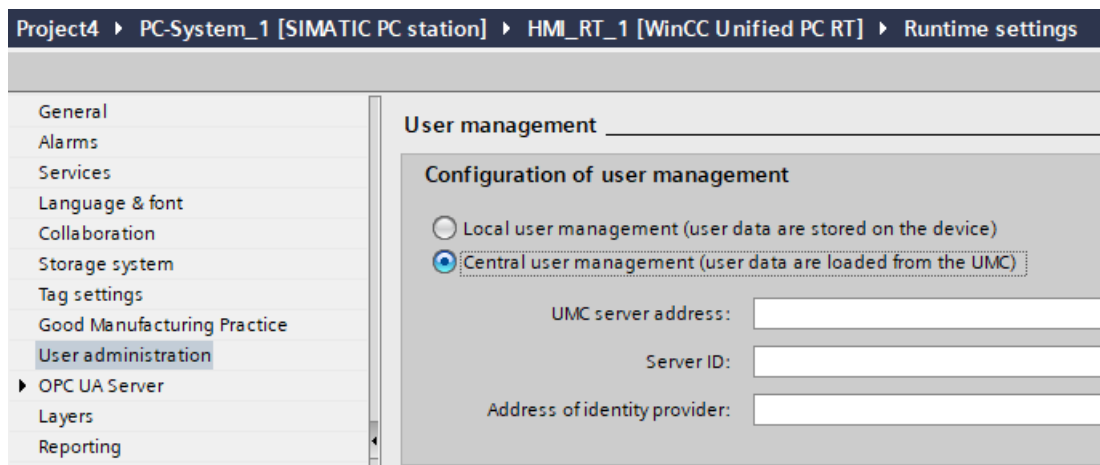 Project4 ▸ PC-System_1 [SIMATIC PC station] ▸ HMI_RT_1 [WinCC Unified PC RT] ▸ Runtime settings
General
Alarms
Services
Language & font
Collaboration
Storage system
Tag settings
Good Manufacturing Practice
User administration
OPC UA Server
Layers
Reporting
User management
Configuration of user management
Local user management (user data are stored on the device)
Central user management (user data are loaded from the UMC)
UMC server address:
Server ID:
Address of identity provider: